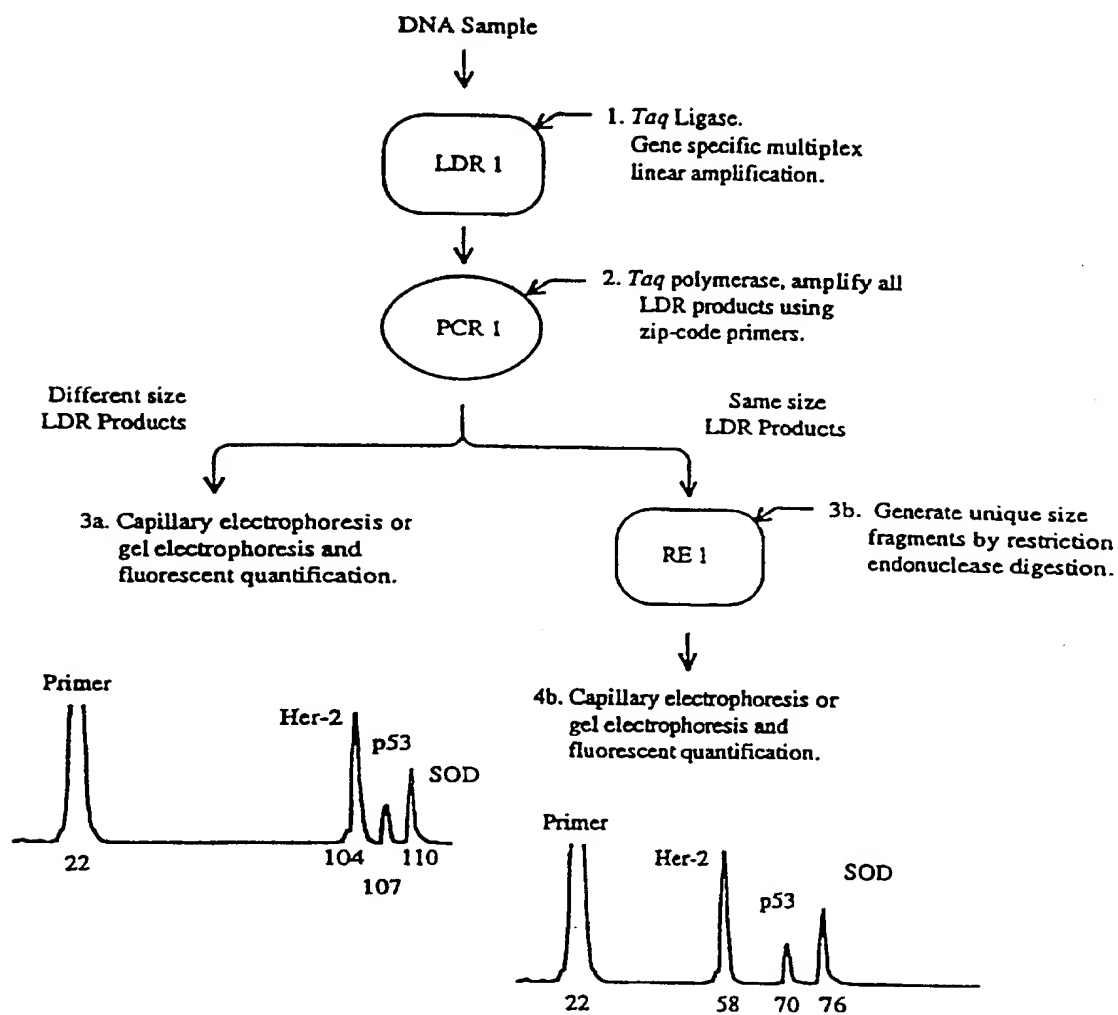 DNA Sample
LDR 1
1. Taq Ligase.
Gene specific multiplex
linear amplification.
PCR 1
2. Taq polymerase, amplify all
LDR products using
zip-code primers.
Different size
LDR Products
Same size
LDR Products
3a. Capillary electrophoresis or
gel electrophoresis and
fluorescent quantification.
RE 1
3b. Generate unique size
fragments by restriction
endonuclease digestion.
4b. Capillary electrophoresis or
gel electrophoresis and
fluorescent quantification.
Primer
Her-2
p53
SOD
22
104
110
107
Primer
Her-2
p53
SOD
22
58
70
76